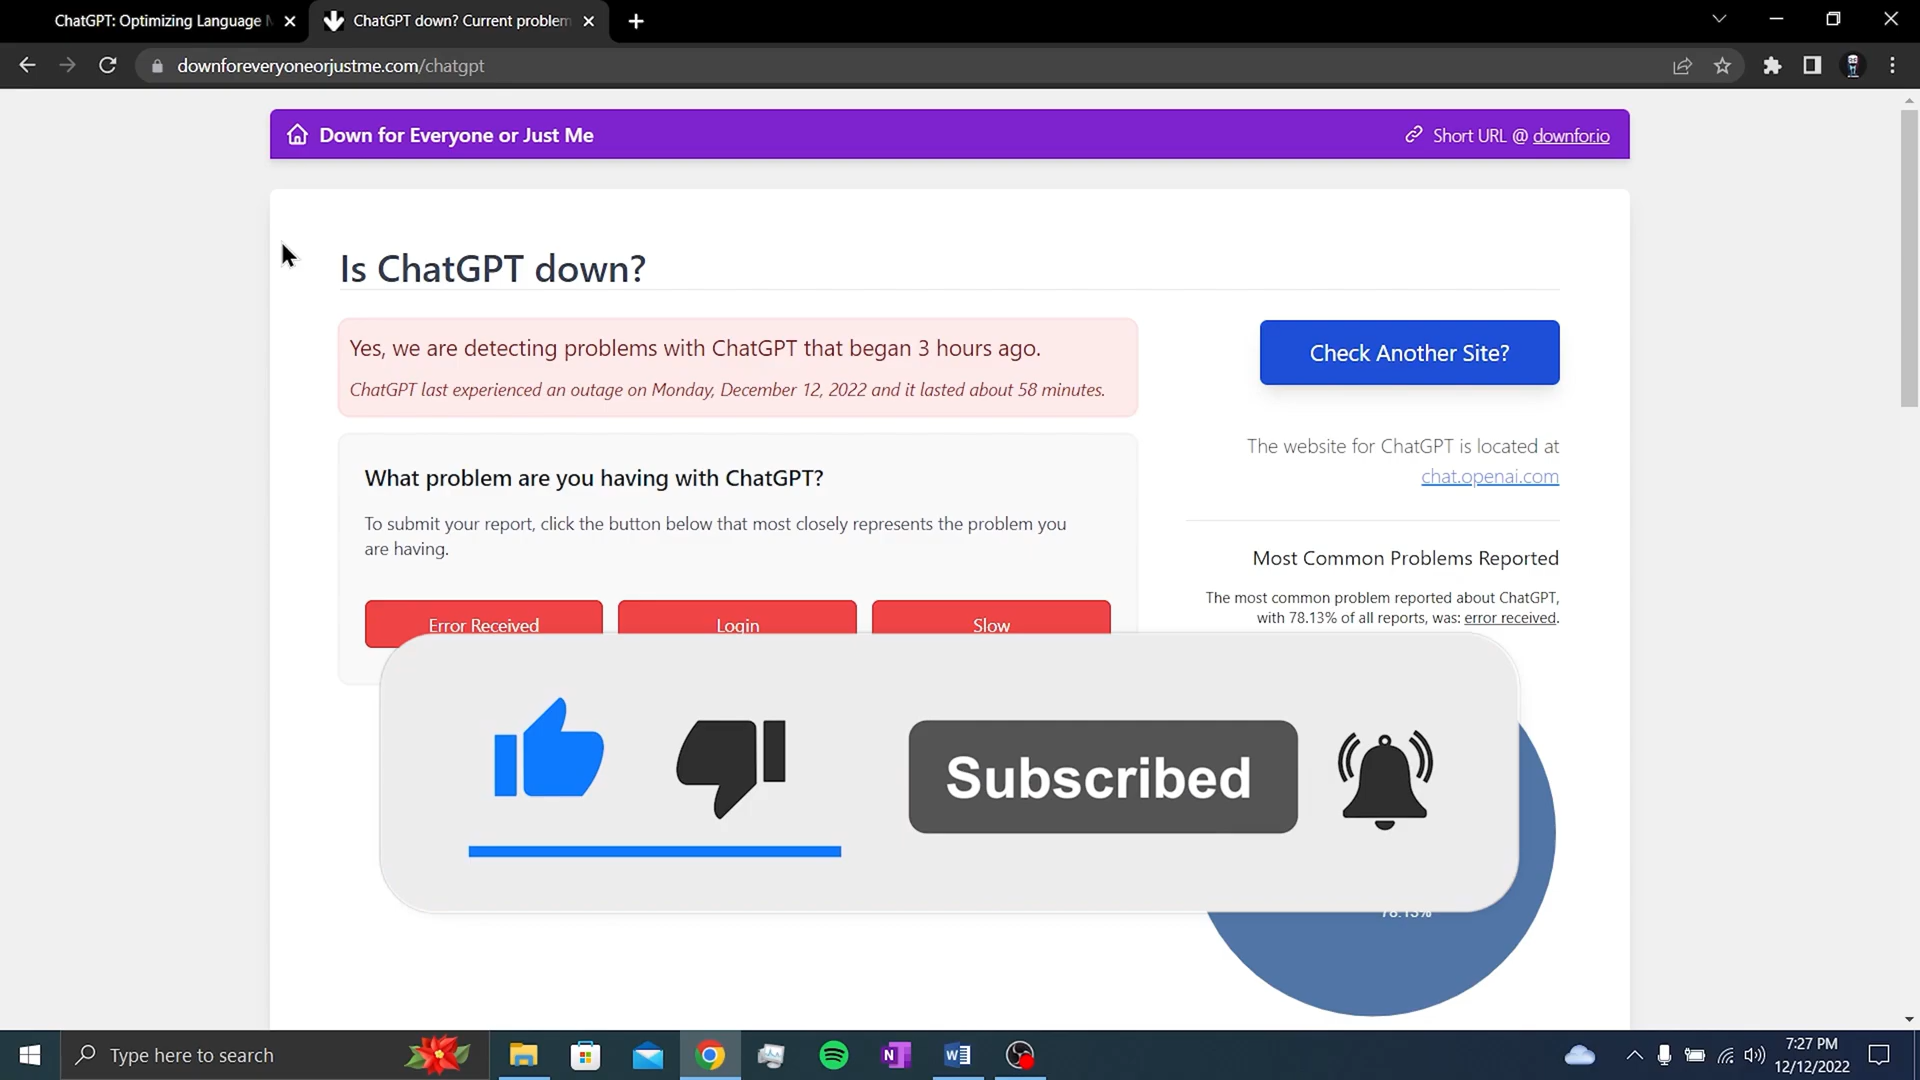 ChatGPT: Optimizing Language M
ChatGPT down? Current problem
downforeveryoneorjustme.com/chatgpt
Down for Everyone or Just Me
Short URL @ downfor.io
Is ChatGPT down?
Yes, we are detecting problems with ChatGPT that began 3 hours ago.
ChatGPT last experienced an outage on Monday, December 12, 2022 and it lasted about 58 minutes.
Check Another Site?
The website for ChatGPT is located at
chat.openai.com
What problem are you having with ChatGPT?
To submit your report, click the button below that most closely represents the problem you
are having.
Most Common Problems Reported
The most common problem reported about ChatGPT,
with 78.13% of all reports, was: error received.
Error Received
Login
Slow
Subscribed
78.13%
Type here to search
7:27 PM
12/12/2022